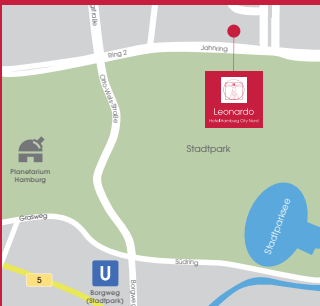 Ring 2
Jahnring
Otto-Wels-Straße
Leonardo
Hotel Hamburg City Nord
Stadtpark
Planetarium
Hamburg
Grasweg
Stadtparksee
Südring
5
U
Borgweg
(Stadtpark)
Borgweg